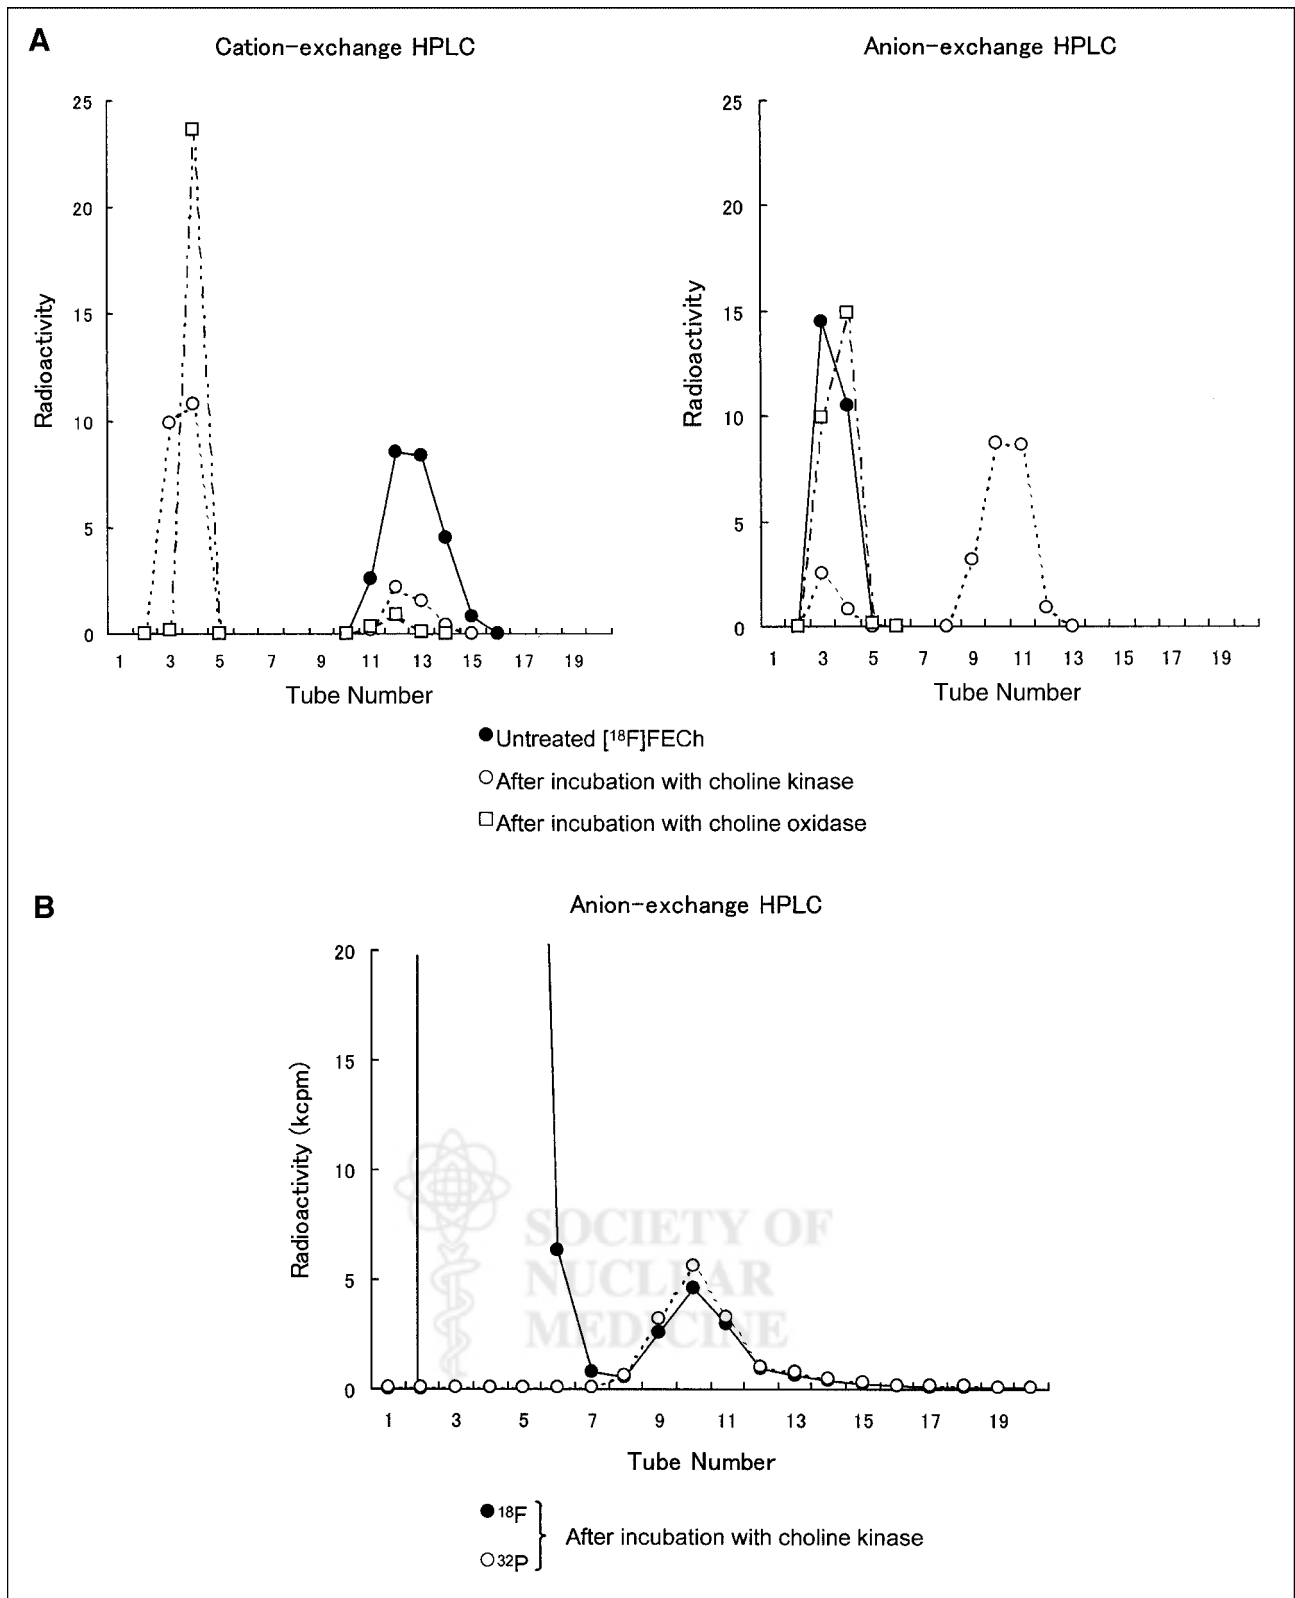 A
Cation-exchange HPLC
Anion-exchange HPLC
25
20
15
10
5
0
Radioactivity
1 3 5 7 9 11 13 15 17 19
Tube Number
25
20
15
10
5
0
Radioactivity
1 3 5 7 9 11 13 15 17 19
Tube Number
Untreated [¹⁸F]FECh
After incubation with choline kinase
After incubation with choline oxidase
B
Anion-exchange HPLC
20
15
10
5
0
Radioactivity (kcpm)
SOCIETY OF
NUCLEAR
MEDICINE
1 3 5 7 9 11 13 15 17 19
Tube Number
¹⁸F
³²P
After incubation with choline kinase